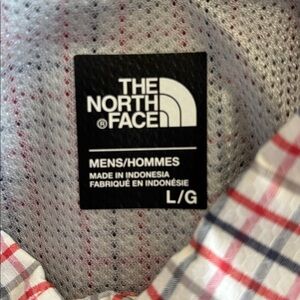 THE
NORTH
® FACE
MENS/HOMMES
MADE IN INDONESIA
FABRIQUÉ EN INDONÉSIE
L/G